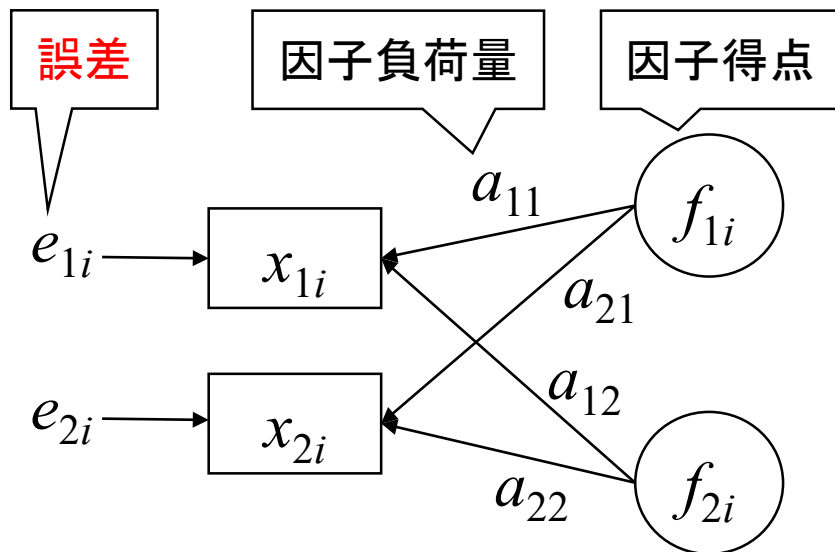 誤差 因子負荷量 因子得点
a₁₁
f₁ᵢ
e₁ᵢ
x₁ᵢ
a₂₁
a₁₂
e₂ᵢ
x₂ᵢ
a₂₂
f₂ᵢ